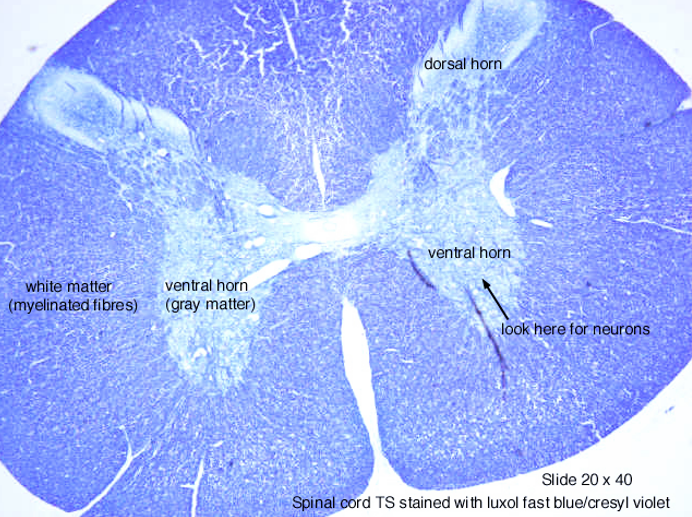 dorsal horn
ventral horn
white matter
(myelinated fibres)
ventral horn
(gray matter)
look here for neurons
Slide 20 x 40
Spinal cord TS stained with luxol fast blue/cresyl violet